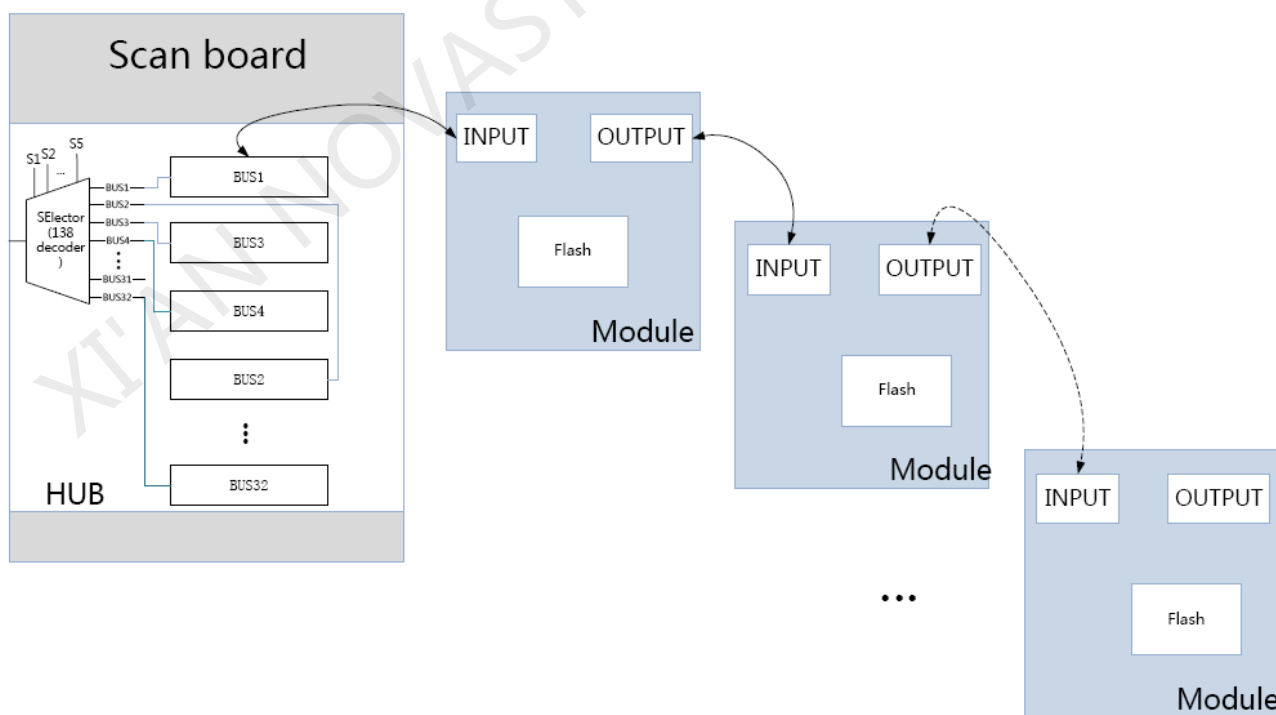 Scan board
S1
S2
...
S5
SElector
(138
decoder
)
BUS1
BUS2
BUS3
BUS4
BUS31
BUS32
BUS1
BUS3
BUS4
BUS2
BUS32
HUB
INPUT
OUTPUT
Flash
Module
INPUT
OUTPUT
Flash
Module
...
INPUT
OUTPUT
Flash
Module
XI'AN NOVAST